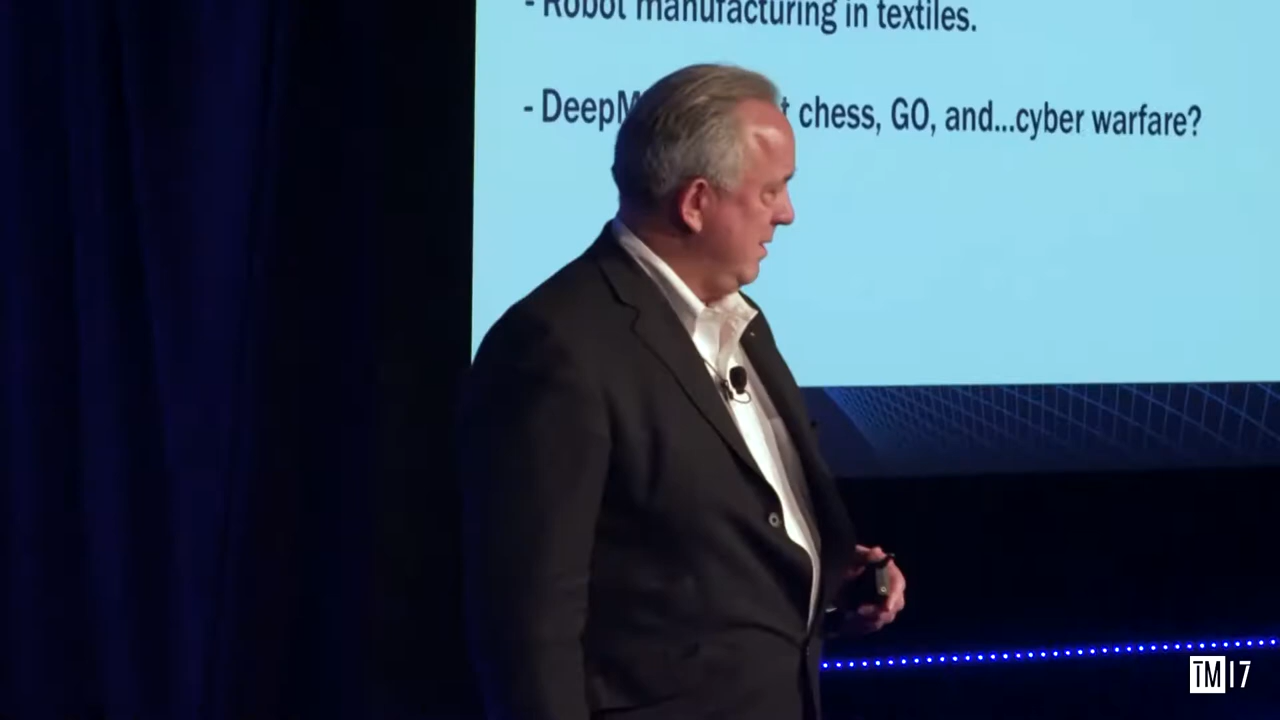 - Robot manufacturing in textiles.
- DeepM t chess, GO, and...cyber warfare?
TM17